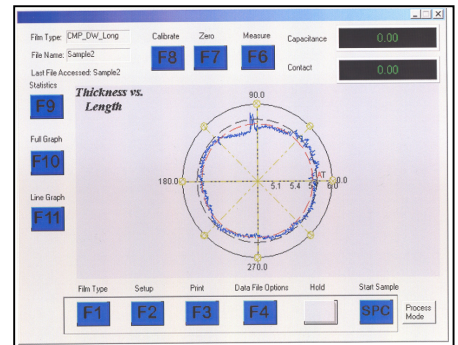 Film Type: CMP_DW_Long
File Name: Sample2
Last File Accessed: Sample2
Calibrate Zero Measure
F8 F7 F6
Capacitance 0.00
Contact 0.00
Statistics
F9
Full Graph
F10
Line Graph
F11
Thickness vs.
Length
90.0
180.0
5.1 5.4 6.0
AT
0.0
270.0
Film Type Setup Print Data File Options Hold Start Sample
F1 F2 F3 F4 SPC
Process
Mode